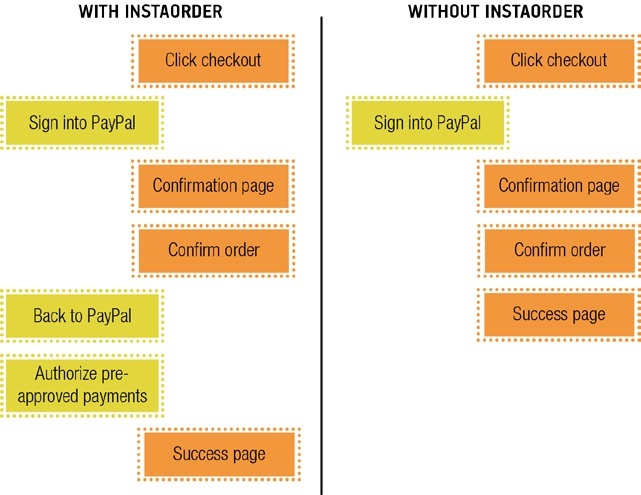 WITH INSTAORDER
Click checkout
Sign into PayPal
Confirmation page
Confirm order
Back to PayPal
Authorize pre-
approved payments
Success page
WITHOUT INSTAORDER
Click checkout
Sign into PayPal
Confirmation page
Confirm order
Success page